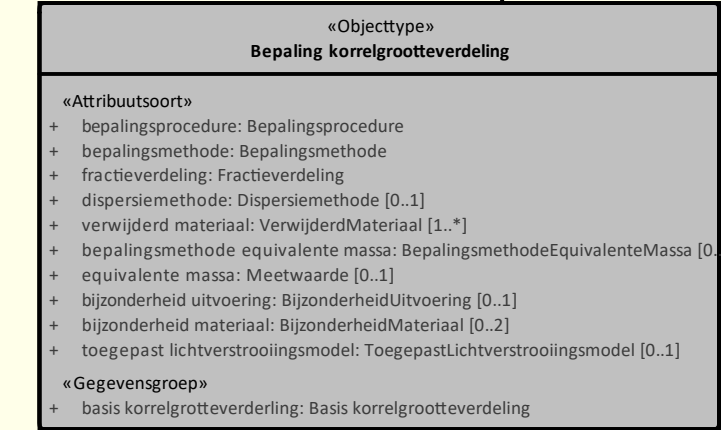 «Objecttype»
Bepaling korrelgrootteverdeling
«Attribuutsoort»
+ bepalingsprocedure: Bepalingsprocedure
+ bepalingsmethode: Bepalingsmethode
+ fractieverdeling: Fractieverdeling
+ dispersiemethode: Dispersiemethode [0..1]
+ verwijderd materiaal: VerwijderdMateriaal [1..*]
+ bepalingsmethode equivalente massa: BepalingsmethodeEquivalenteMassa [0.
+ equivalente massa: Meetwaarde [0..1]
+ bijzonderheid uitvoering: BijzonderheidUitvoering [0..1]
+ bijzonderheid materiaal: BijzonderheidMateriaal [0..2]
+ toegepast lichtverstrooiingsmodel: ToegepastLichtverstrooiingsmodel [0..1]
«Gegevensgroep»
+ basis korrelgrotteverderling: Basis korrelgrootteverdeling